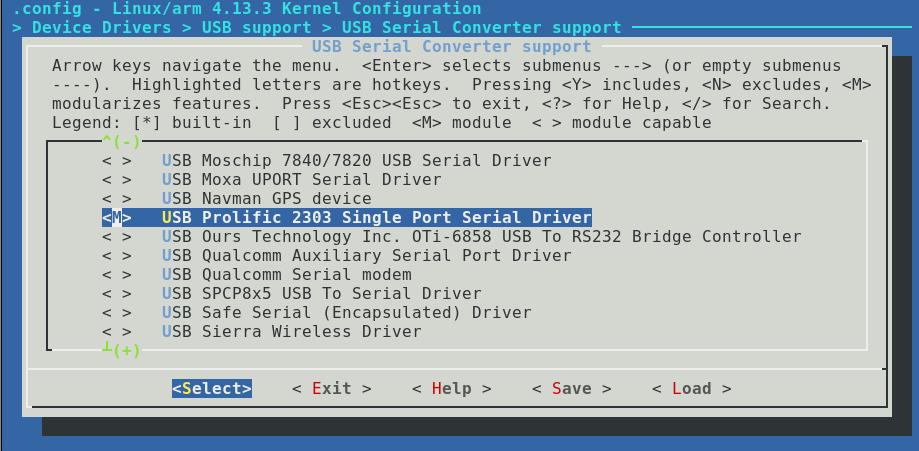 .config - Linux/arm 4.13.3 Kernel Configuration
> Device Drivers > USB support > USB Serial Converter support
USB Serial Converter support
Arrow keys navigate the menu.  <Enter> selects submenus ---> (or empty submenus
----).  Highlighted letters are hotkeys.  Pressing <Y> includes, <N> excludes, <M>
modularizes features.  Press <Esc><Esc> to exit, <?> for Help, </> for Search.
Legend: [*] built-in  [ ] excluded  <M> module  < > module capable
^(-)
< >   USB Moschip 7840/7820 USB Serial Driver
< >   USB Moxa UPORT Serial Driver
< >   USB Navman GPS device
<M>   USB Prolific 2303 Single Port Serial Driver
< >   USB Ours Technology Inc. OTi-6858 USB To RS232 Bridge Controller
< >   USB Qualcomm Auxiliary Serial Port Driver
< >   USB Qualcomm Serial modem
< >   USB SPCP8x5 USB To Serial Driver
< >   USB Safe Serial (Encapsulated) Driver
< >   USB Sierra Wireless Driver
┴(+)
<Select>    < Exit >    < Help >    < Save >    < Load >